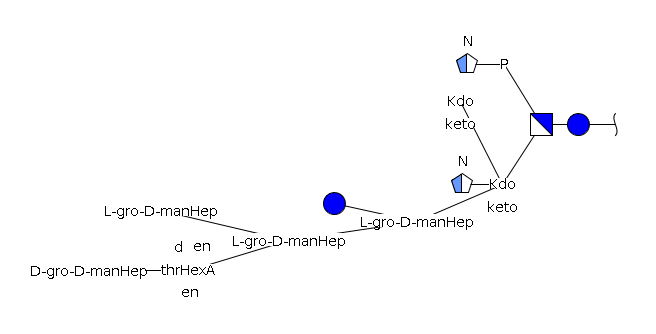 N
P
Kdo
keto
N
Kdo
keto
L-gro-D-manHep
L-gro-D-manHep
L-gro-D-manHep
d en
D-gro-D-manHep
thrHexA
en